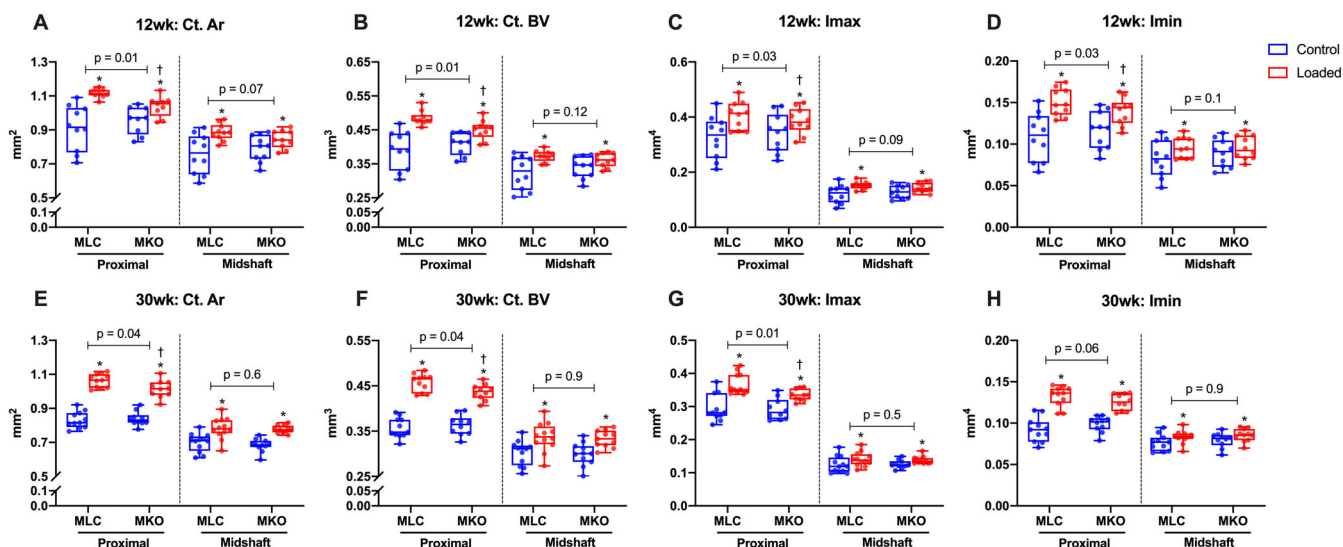 A 12wk: Ct. Ar
p = 0.01
p = 0.07
* * † * *
mm2
1.3
1.1
0.9
0.7
0.5
0.1
0.0
MLC MKO MLC MKO
Proximal Midshaft
B 12wk: Ct. BV
p = 0.01
p = 0.12
* * † * *
mm3
0.65
0.55
0.45
0.35
0.25
0.05
0.00
MLC MKO MLC MKO
Proximal Midshaft
C 12wk: Imax
p = 0.03
p = 0.09
* * † * *
mm4
0.6
0.4
0.2
0.0
MLC MKO MLC MKO
Proximal Midshaft
D 12wk: Imin
p = 0.03
p = 0.1
* * † * *
mm4
0.20
0.15
0.10
0.05
0.00
MLC MKO MLC MKO
Proximal Midshaft
Control
Loaded
E 30wk: Ct. Ar
p = 0.04
p = 0.6
* † * * *
mm2
1.3
1.1
0.9
0.7
0.5
0.1
0.0
MLC MKO MLC MKO
Proximal Midshaft
F 30wk: Ct. BV
p = 0.04
p = 0.9
* † * * *
mm3
0.55
0.45
0.35
0.25
0.05
0.00
MLC MKO MLC MKO
Proximal Midshaft
G 30wk: Imax
p = 0.01
p = 0.5
* † * * *
mm4
0.5
0.4
0.3
0.2
0.1
0.0
MLC MKO MLC MKO
Proximal Midshaft
H 30wk: Imin
p = 0.06
p = 0.9
* * * *
mm4
0.20
0.15
0.10
0.05
0.00
MLC MKO MLC MKO
Proximal Midshaft